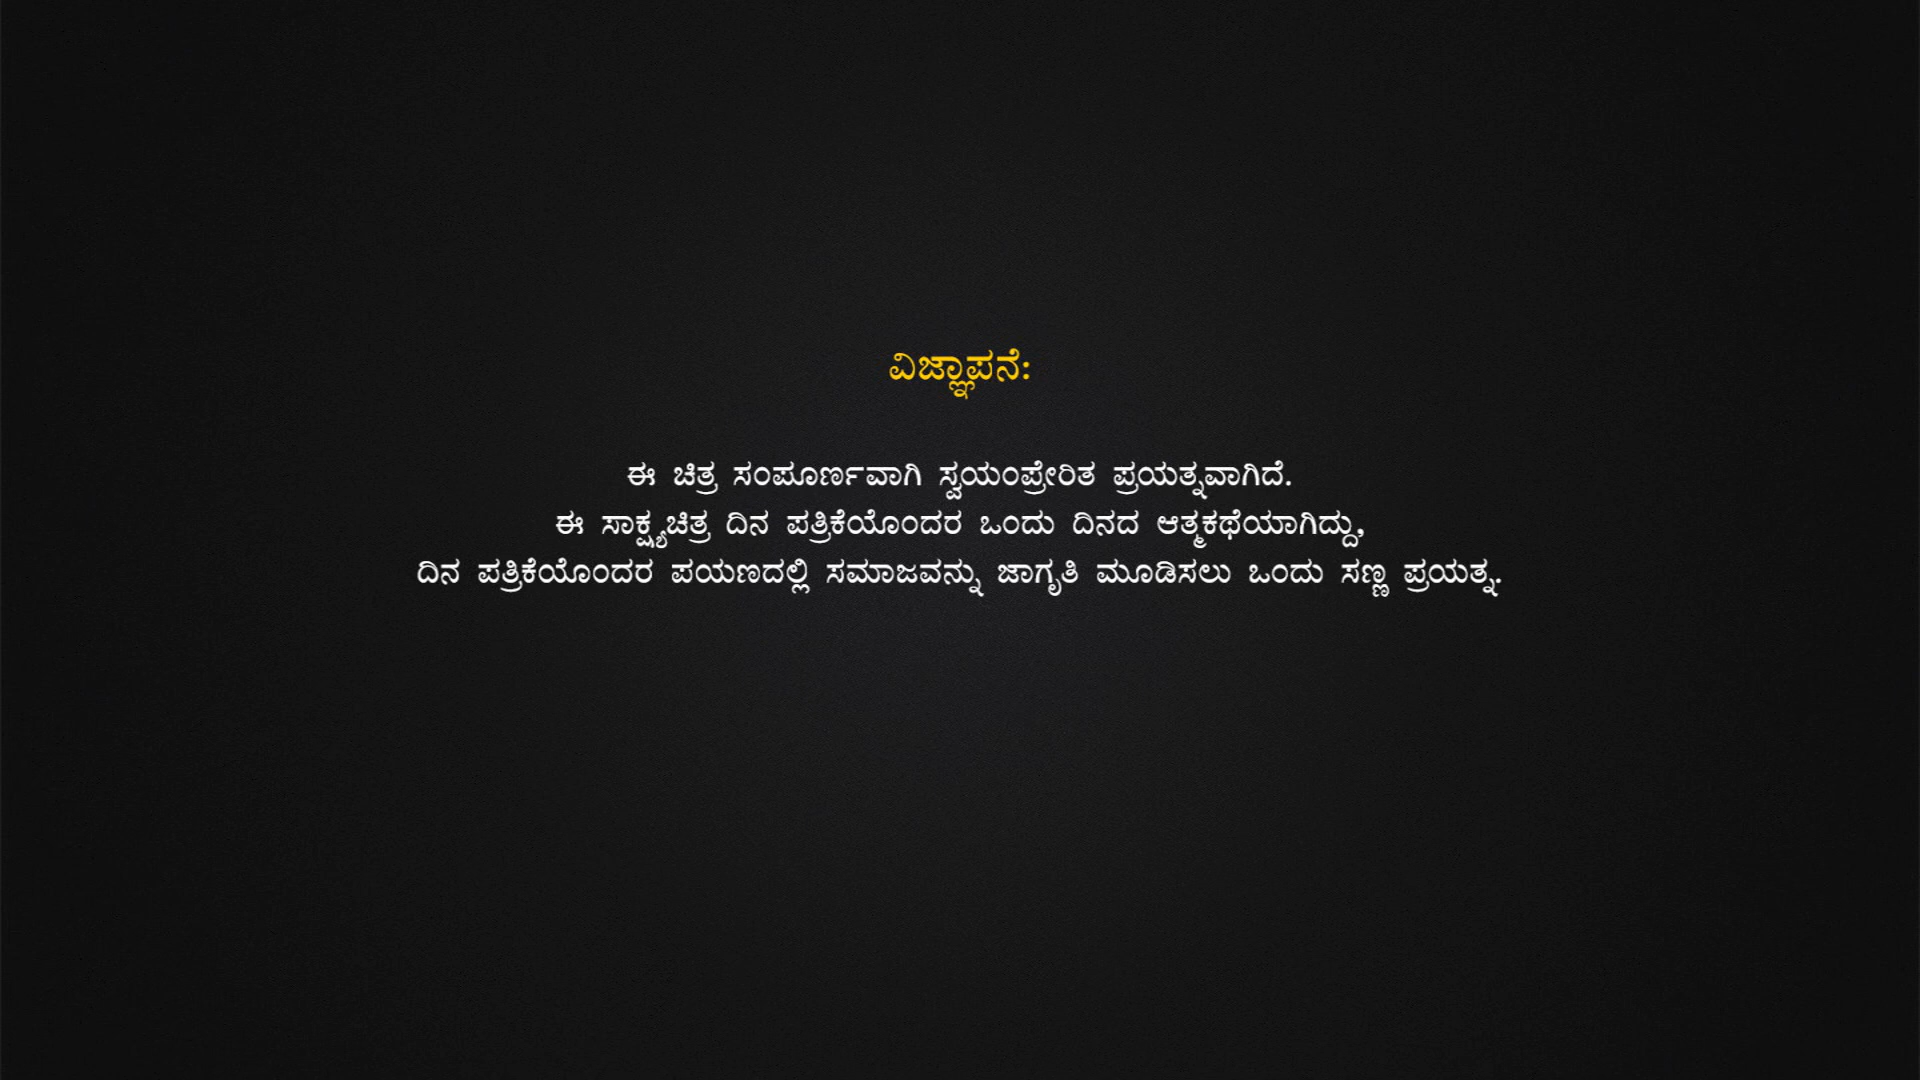 ವಿಜ್ಞಾಪನೆ:
ಈ ಚಿತ್ರ ಸಂಪೂರ್ಣವಾಗಿ ಸ್ವಯಂಪ್ರೇರಿತ ಪ್ರಯತ್ನವಾಗಿದೆ.
ಈ ಸಾಕ್ಷ್ಯಚಿತ್ರ ದಿನ ಪತ್ರಿಕೆಯೊಂದರ ಒಂದು ದಿನದ ಆತ್ಮಕಥೆಯಾಗಿದ್ದು,
ದಿನ ಪತ್ರಿಕೆಯೊಂದರ ಪಯಣದಲ್ಲಿ ಸಮಾಜವನ್ನು ಜಾಗೃತಿ ಮೂಡಿಸಲು ಒಂದು ಸಣ್ಣ ಪ್ರಯತ್ನ.